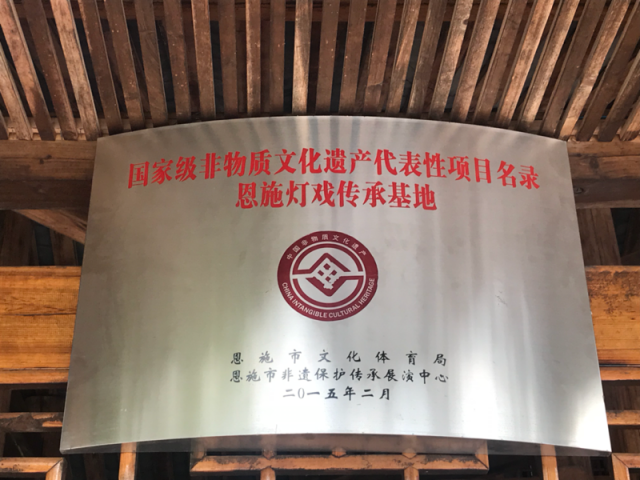 国家级非物质文化遗产代表性项目名录
恩施灯戏传承基地
中国非物质文化遗产
CHINA INTANGIBLE CULTURAL HERITAGE
恩施市文化体育局
恩施市非遗保护传承展演中心
二〇一五年二月